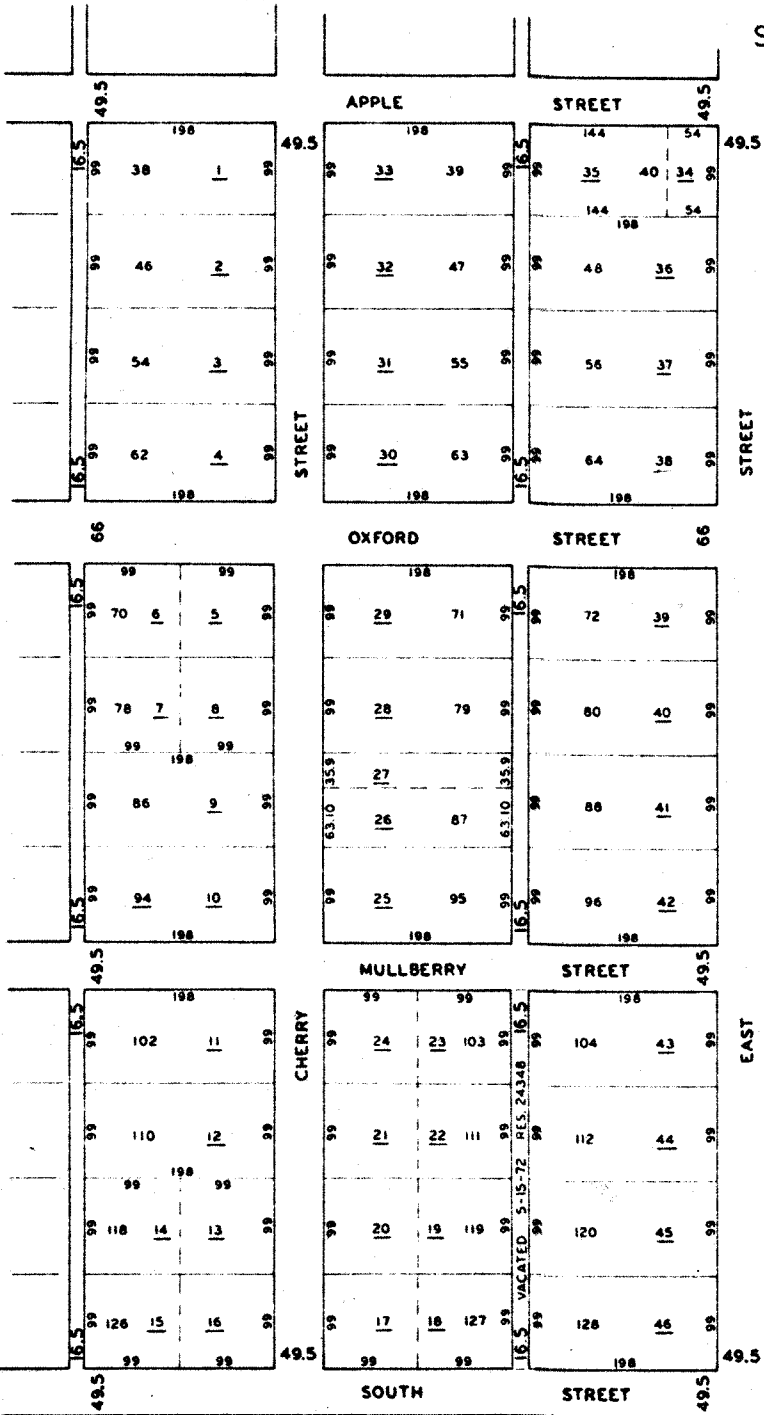 49.5 APPLE STREET 49.5
198 198 144 54
16.5 49.5 16.5 49.5
99 38 1 99 99 33 39 99 99 35 40 34 99
144 54
198
99 46 2 99 99 32 47 99 99 48 36 99
99 54 3 99 99 31 55 99 99 56 37 99
99 62 4 99 99 30 63 99 99 64 38 99
16.5 STREET 16.5 STREET
198 198 198
66 OXFORD STREET 66
99 99 198 198
16.5 16.5
99 70 6 5 99 99 29 71 99 99 72 39 99
99 78 7 8 99 99 28 79 99 99 80 40 99
99 99
198
35.9 27 35.9
99 86 9 99 63.10 26 87 63.10 99 88 41 99
99 94 10 99 99 25 95 99 99 96 42 99
16.5 16.5
198 198 198
49.5 MULLBERRY STREET 49.5
198 99 99 198
16.5 16.5
99 102 11 99 99 24 23 103 99 99 104 43 99
CHERRY EAST
99 110 12 99 99 21 22 111 99 99 112 44 99
198
99 99
VACATED 5-15-72 RES. 24348
99 118 14 13 99 99 20 19 119 99 99 120 45 99
99 126 15 16 99 99 17 18 127 99 99 128 46 99
16.5 49.5 16.5 49.5
99 99 99 99 198
49.5 SOUTH STREET 49.5